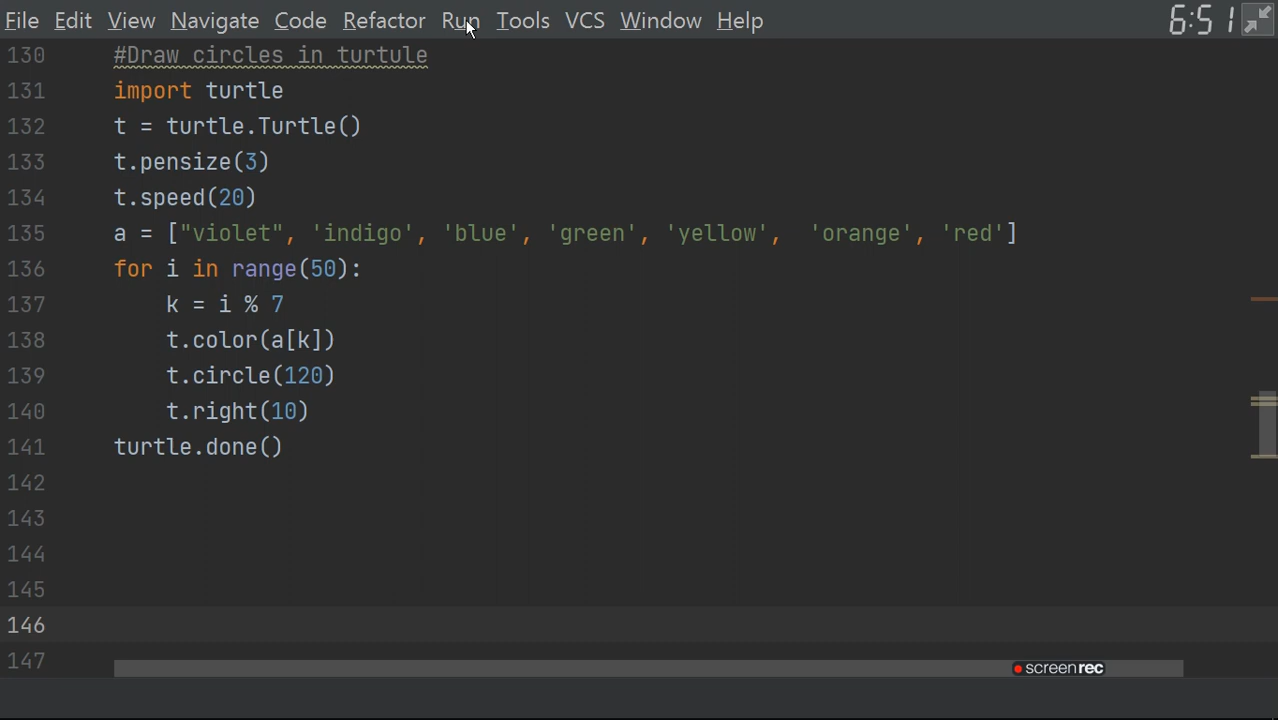 File Edit View Navigate Code Refactor Run Tools VCS Window Help 6:51
130 #Draw circles in turtule
131 import turtle
132 t = turtle.Turtle()
133 t.pensize(3)
134 t.speed(20)
135 a = ["violet", 'indigo', 'blue', 'green', 'yellow',  'orange', 'red']
136 for i in range(50):
137     k = i % 7
138     t.color(a[k])
139     t.circle(120)
140     t.right(10)
141 turtle.done()
142
143
144
145
146
147
screenrec